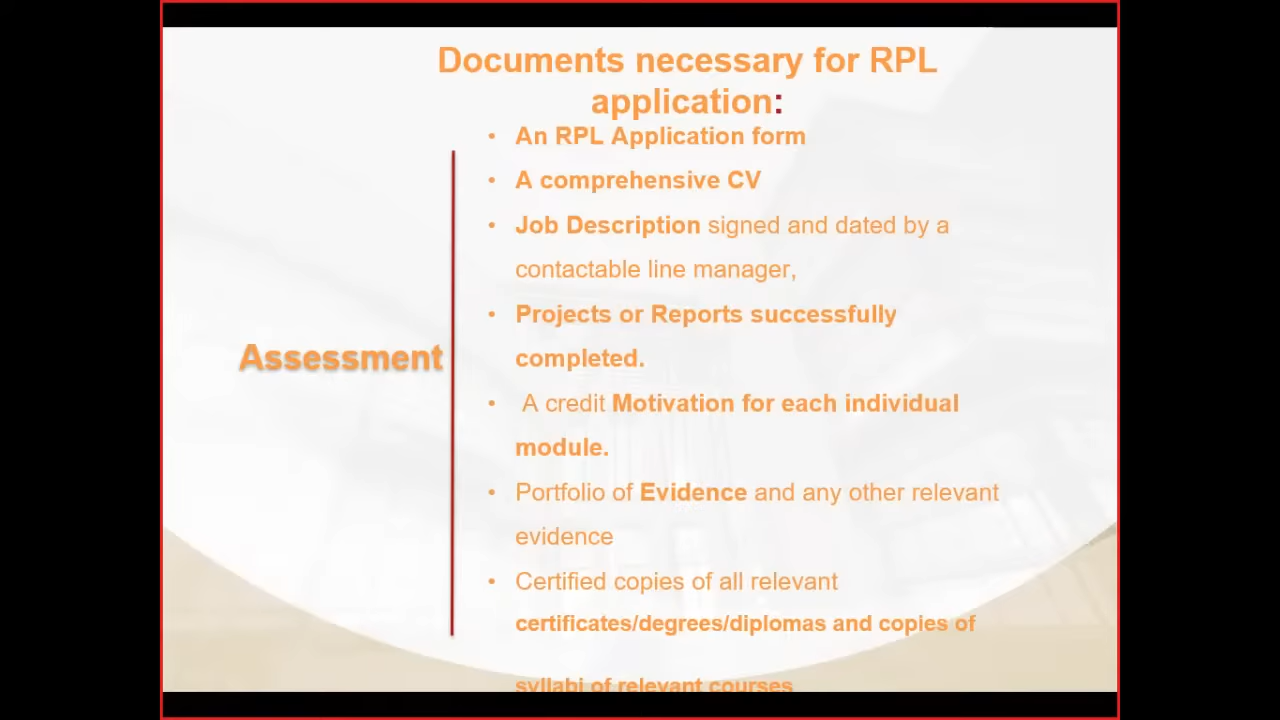 Documents necessary for RPL
application:
• An RPL Application form
• A comprehensive CV
• Job Description signed and dated by a
contactable line manager,
• Projects or Reports successfully
completed.
Assessment
• A credit Motivation for each individual
module.
• Portfolio of Evidence and any other relevant
evidence
• Certified copies of all relevant
certificates/degrees/diplomas and copies of
syllabi of relevant courses